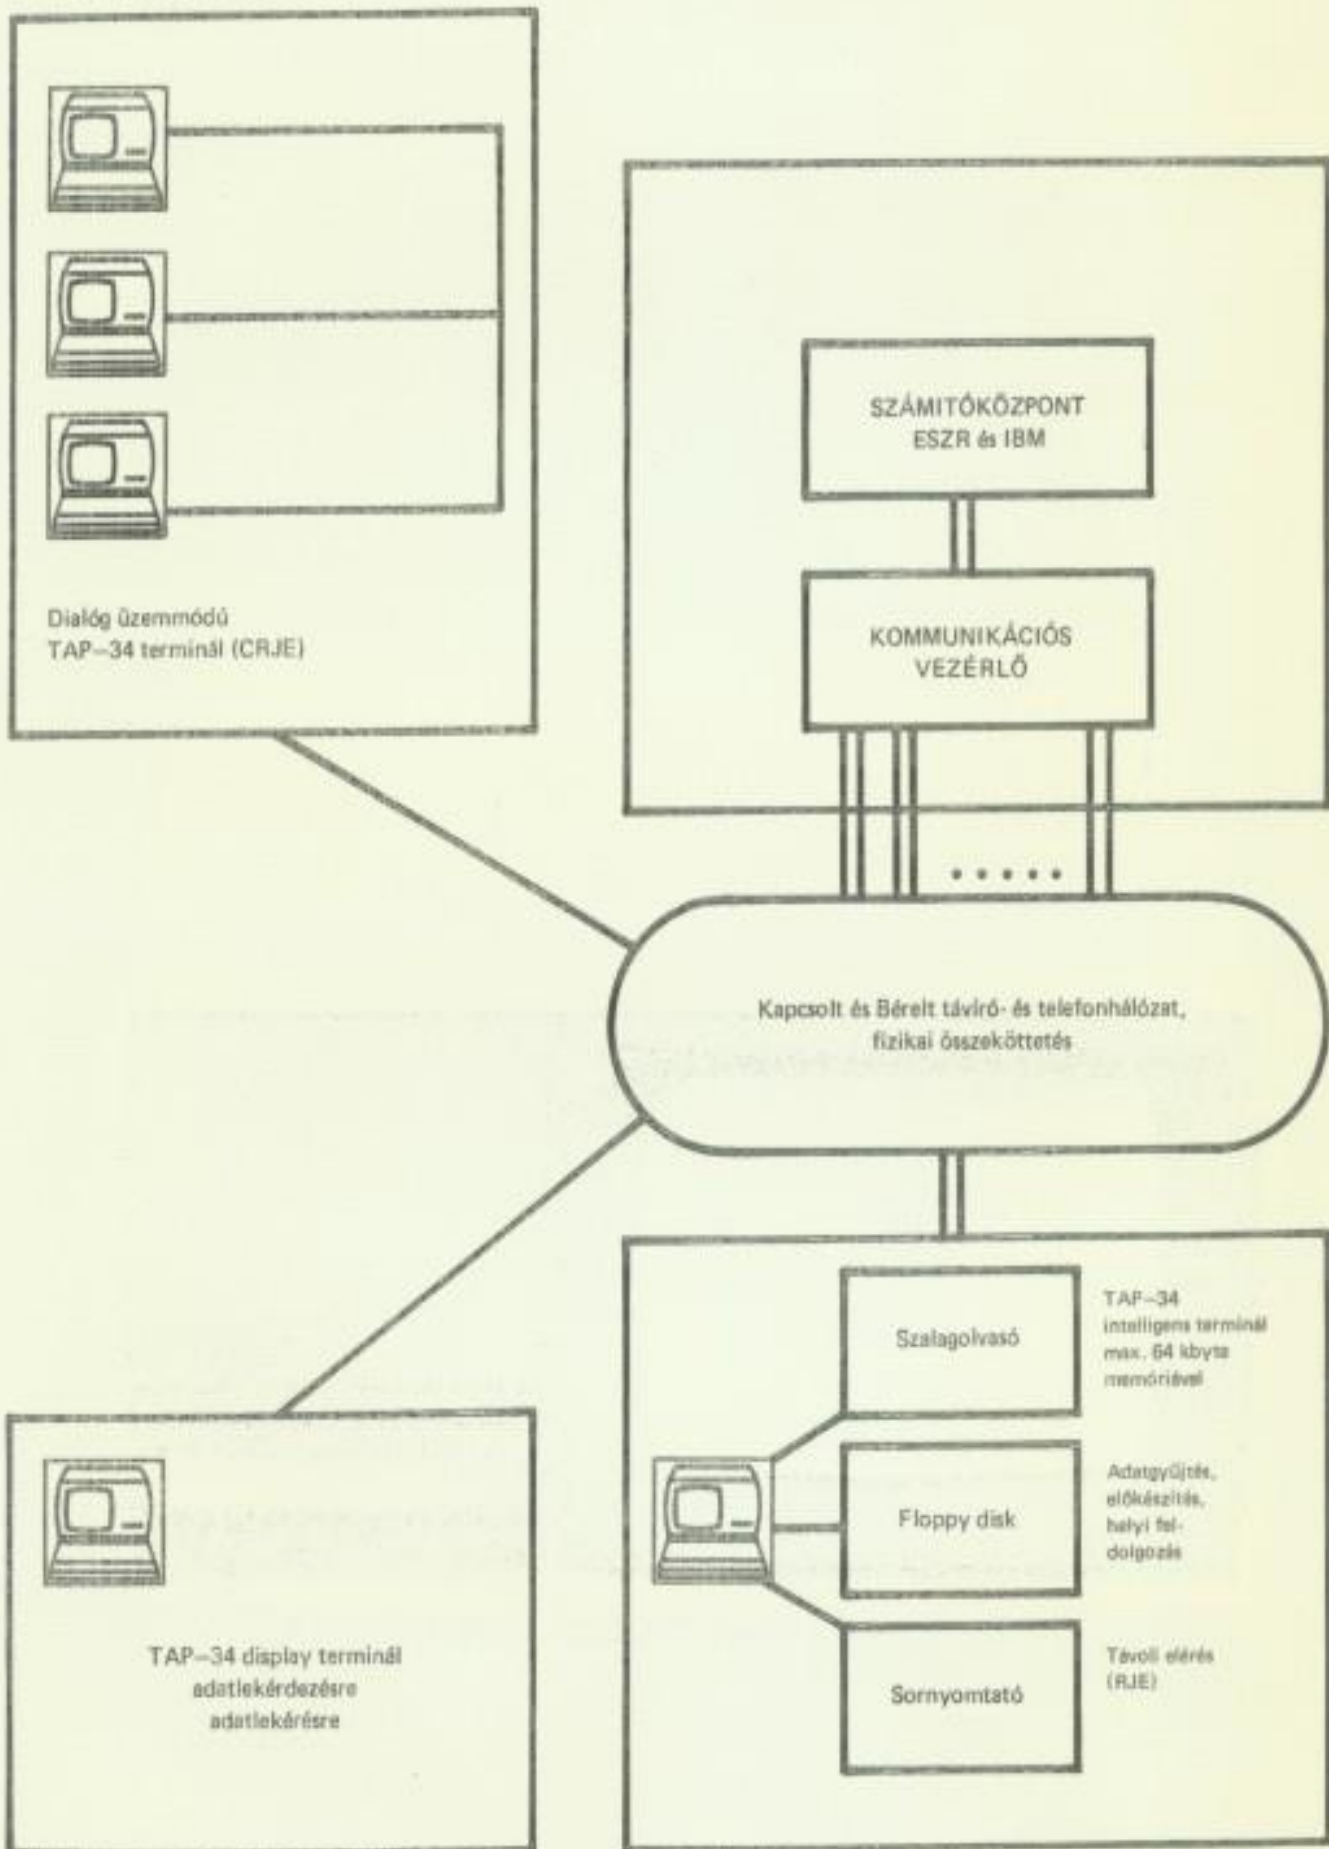 Dialóg üzemmódú
TAP–34 terminál (CRJE)
SZÁMITÓKÖZPONT
ESZR és IBM
KOMMUNIKÁCIÓS
VEZÉRLŐ
.....
Kapcsolt és Bérelt távíró- és telefonhálózat,
fizikai összeköttetés
TAP–34 display terminál
adatlekérdezésre
adatlekérésre
Szalagolvasó
TAP–34
intelligens terminál
max. 64 kbyte
memóriával
Floppy disk
Adatgyűjtés,
előkészítés,
helyi fel-
dolgozás
Sornyomtató
Távoli elérés
(RJE)